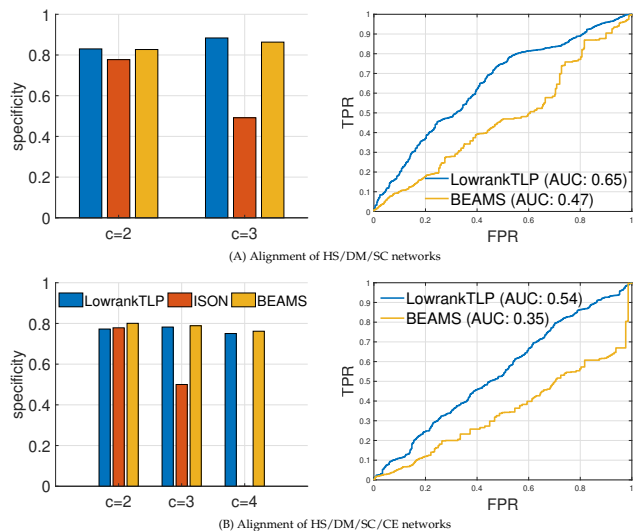 1
0.8
0.6
0.4
0.2
0
specificity
c=2 c=3
1
0.9
0.8
0.7
0.6
0.5
0.4
0.3
0.2
0.1
0
TPR
LowrankTLP (AUC: 0.65)
BEAMS (AUC: 0.47)
0 0.2 0.4 0.6 0.8 1
FPR
(A) Alignment of HS/DM/SC networks
LowrankTLP ISON BEAMS
1
0.8
0.6
0.4
0.2
0
specificity
c=2 c=3 c=4
LowrankTLP (AUC: 0.54)
BEAMS (AUC: 0.35)
1
0.9
0.8
0.7
0.6
0.5
0.4
0.3
0.2
0.1
0
TPR
0 0.2 0.4 0.6 0.8 1
FPR
(B) Alignment of HS/DM/SC/CE networks